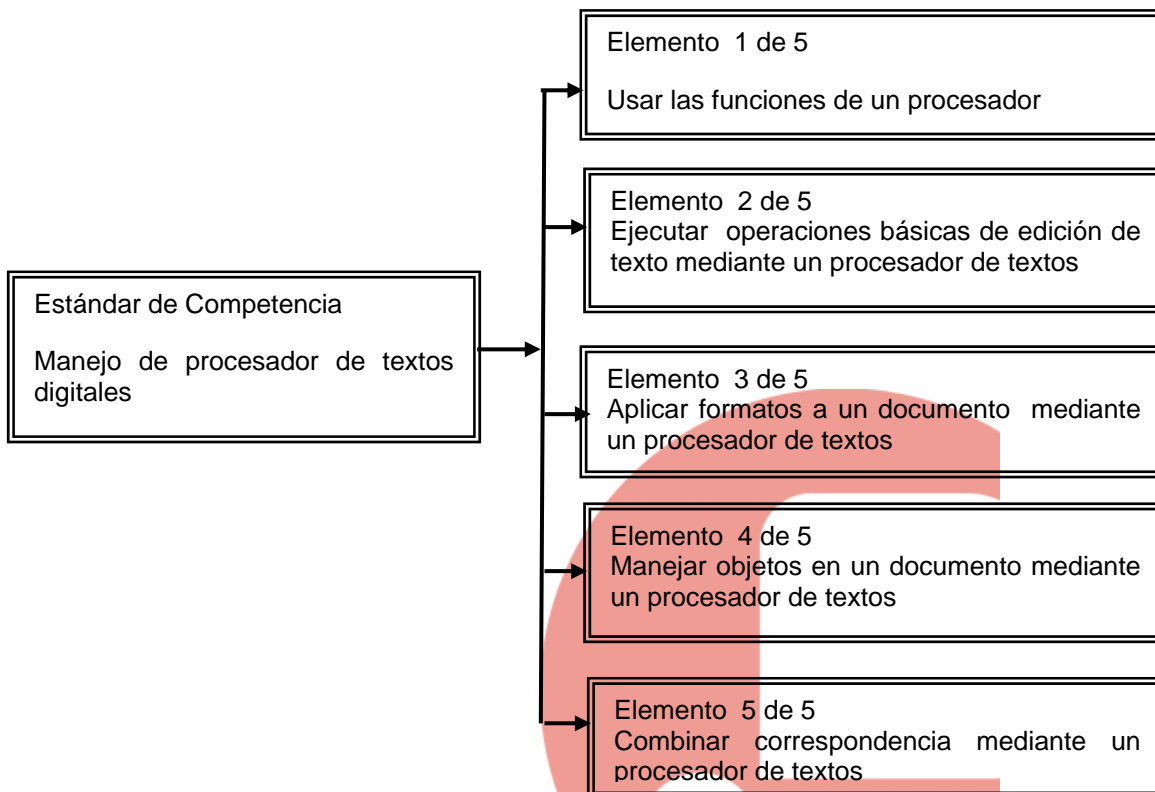 Elemento 1 de 5
Usar las funciones de un procesador
Elemento 2 de 5
Ejecutar operaciones básicas de edición de
texto mediante un procesador de textos
Estándar de Competencia
Manejo de procesador de textos
digitales
Elemento 3 de 5
Aplicar formatos a un documento mediante
un procesador de textos
Elemento 4 de 5
Manejar objetos en un documento mediante
un procesador de textos
Elemento 5 de 5
Combinar correspondencia mediante un
procesador de textos